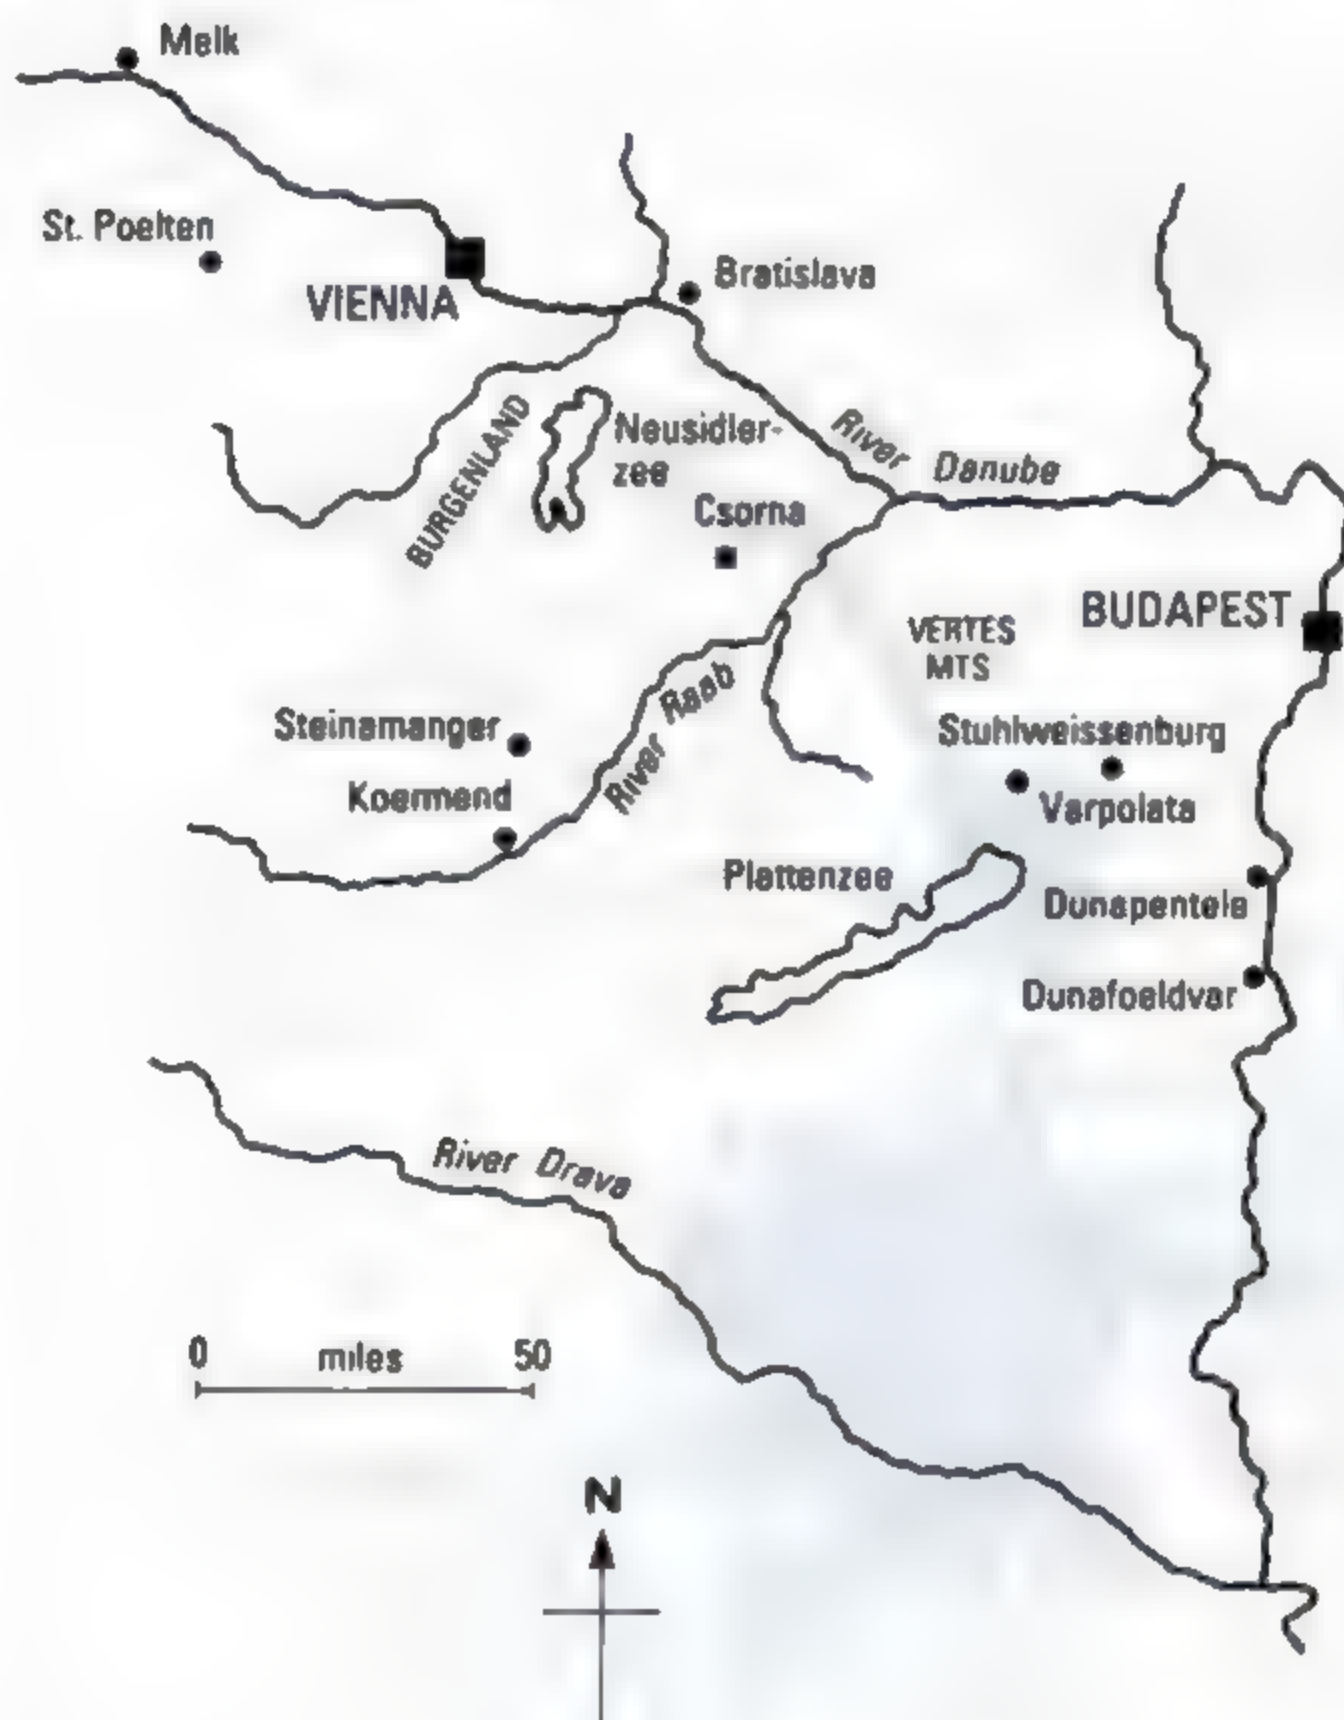 Melk
St. Poelten
VIENNA
Bratislava
BURGENLAND
Neusidler-
zee
River Danube
Csorna
BUDAPEST
VERTES
MTS
River Raab
Steinamanger
Stuhlweissenburg
Koermend
Varpolata
Plattenzee
Dunapentele
Dunafoeldvar
River Drava
0 miles 50
N